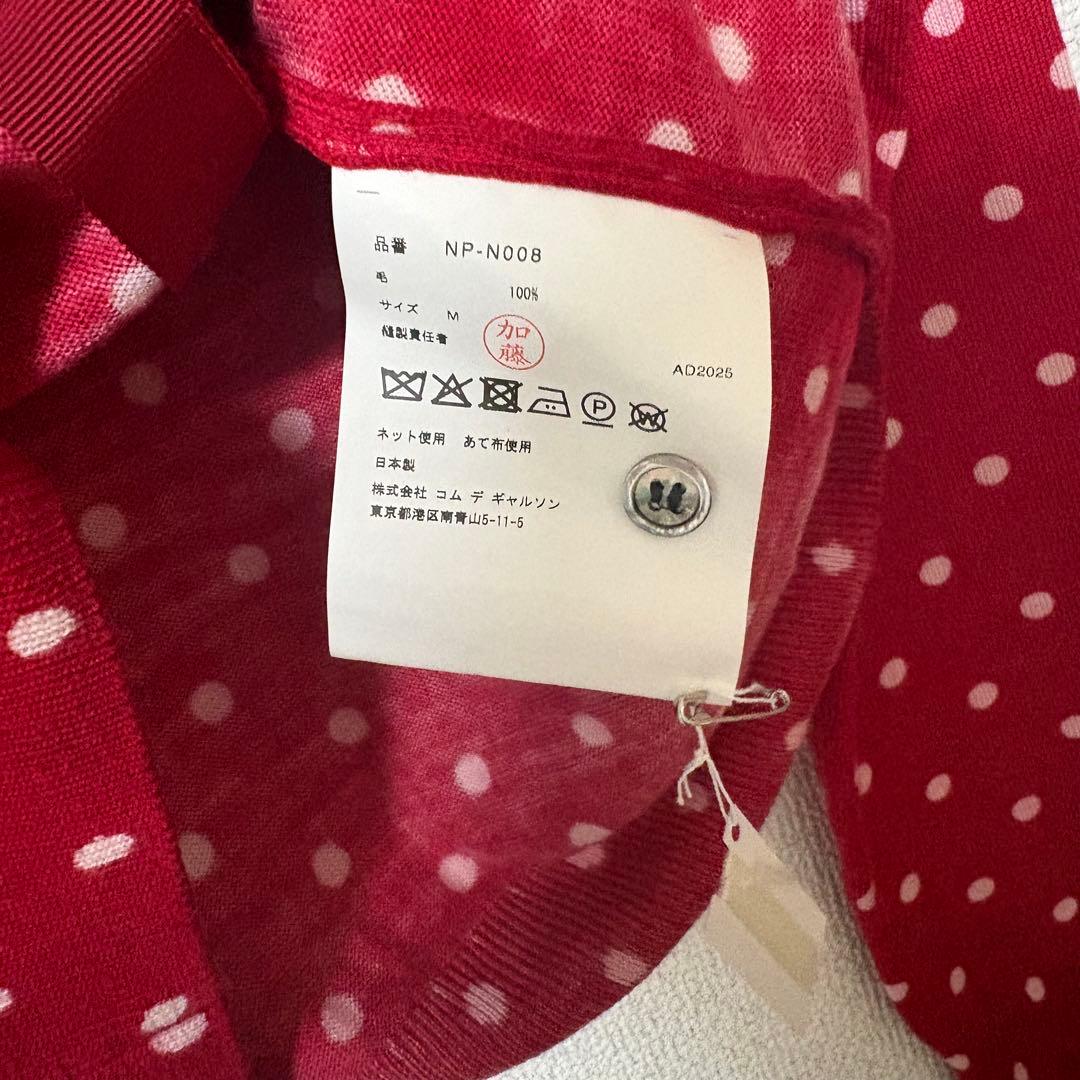 品番 NP-N008
毛 100%
サイズ M
縫製責任者 加藤
AD2025
P W
ネット使用 あて布使用
日本製
株式会社 コム デ ギャルソン
東京都港区南青山5-11-5